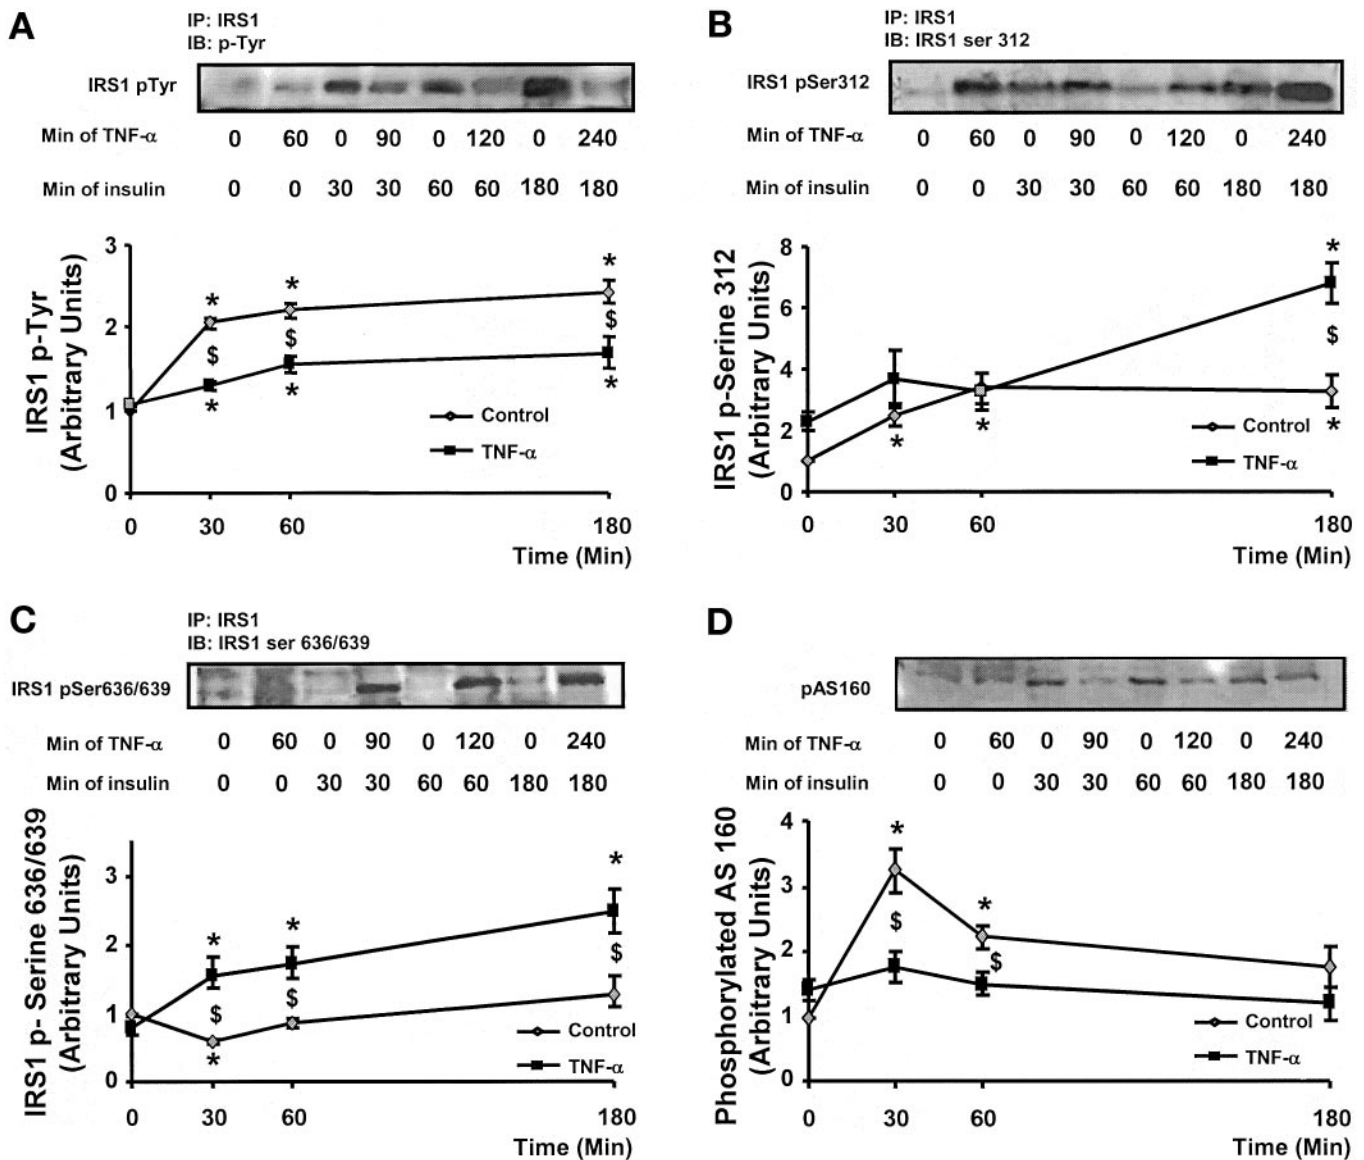 A
IP: IRS1
IB: p-Tyr
IRS1 pTyr
Min of TNF-α 0 60 0 90 0 120 0 240
Min of insulin 0 0 30 30 60 60 180 180
IRS1 p-Tyr
(Arbitrary Units)
3
2
1
0
* * *
$ $ $
* * *
Control
TNF-α
0 30 60 180
Time (Min)
B
IP: IRS1
IB: IRS1 ser 312
IRS1 pSer312
Min of TNF-α 0 60 0 90 0 120 0 240
Min of insulin 0 0 30 30 60 60 180 180
IRS1 p-Serine 312
(Arbitrary Units)
8
6
4
2
0
*
$
* * *
Control
TNF-α
0 30 60 180
Time (Min)
C
IP: IRS1
IB: IRS1 ser 636/639
IRS1 pSer636/639
Min of TNF-α 0 60 0 90 0 120 0 240
Min of insulin 0 0 30 30 60 60 180 180
IRS1 p- Serine 636/639
(Arbitrary Units)
3
2
1
0
* * *
$ $ $
*
Control
TNF-α
0 30 60 180
Time (Min)
D
pAS160
Min of TNF-α 0 60 0 90 0 120 0 240
Min of insulin 0 0 30 30 60 60 180 180
Phosphorylated AS 160
(Arbitrary Units)
4
3
2
1
0
* *
$ $
Control
TNF-α
0 30 60 180
Time (Min)